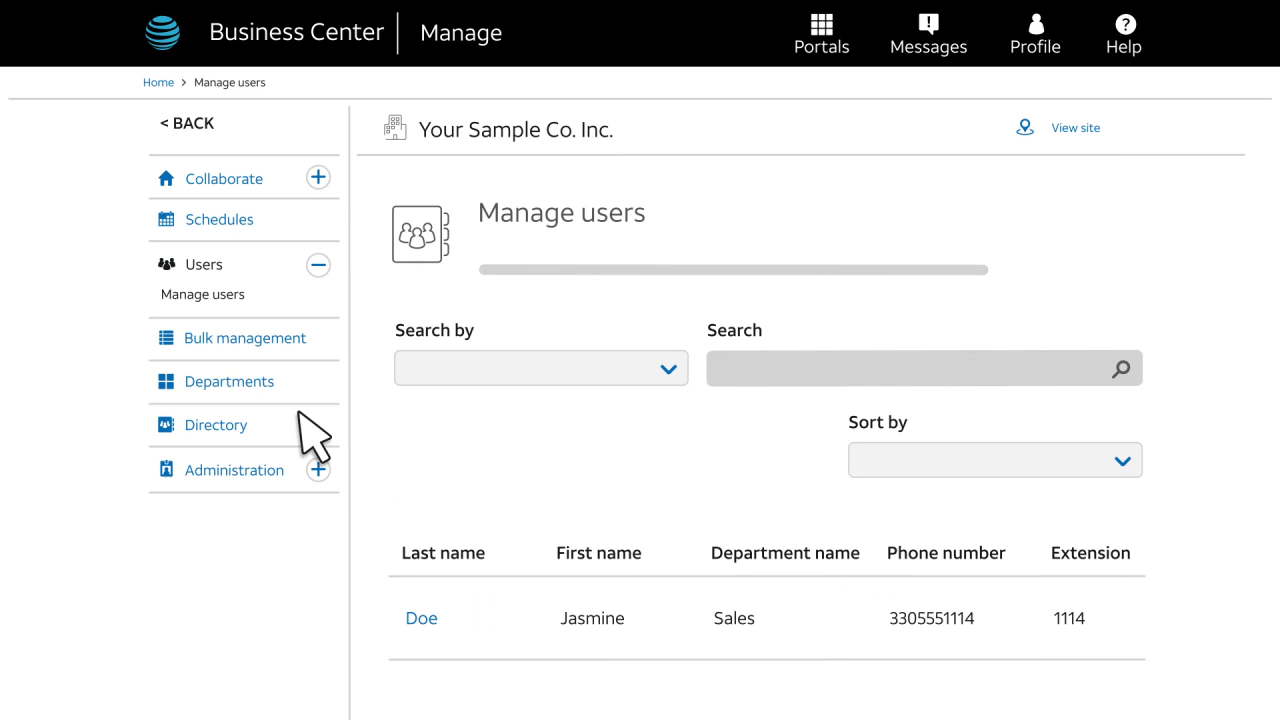 Business Center | Manage
Portals
Messages
Profile
Help
Home > Manage users
< BACK
Collaborate
Schedules
Users
Manage users
Bulk management
Departments
Directory
Administration
Your Sample Co. Inc.
View site
Manage users
Search by
Search
Sort by
Last name First name Department name Phone number Extension
Doe Jasmine Sales 3305551114 1114